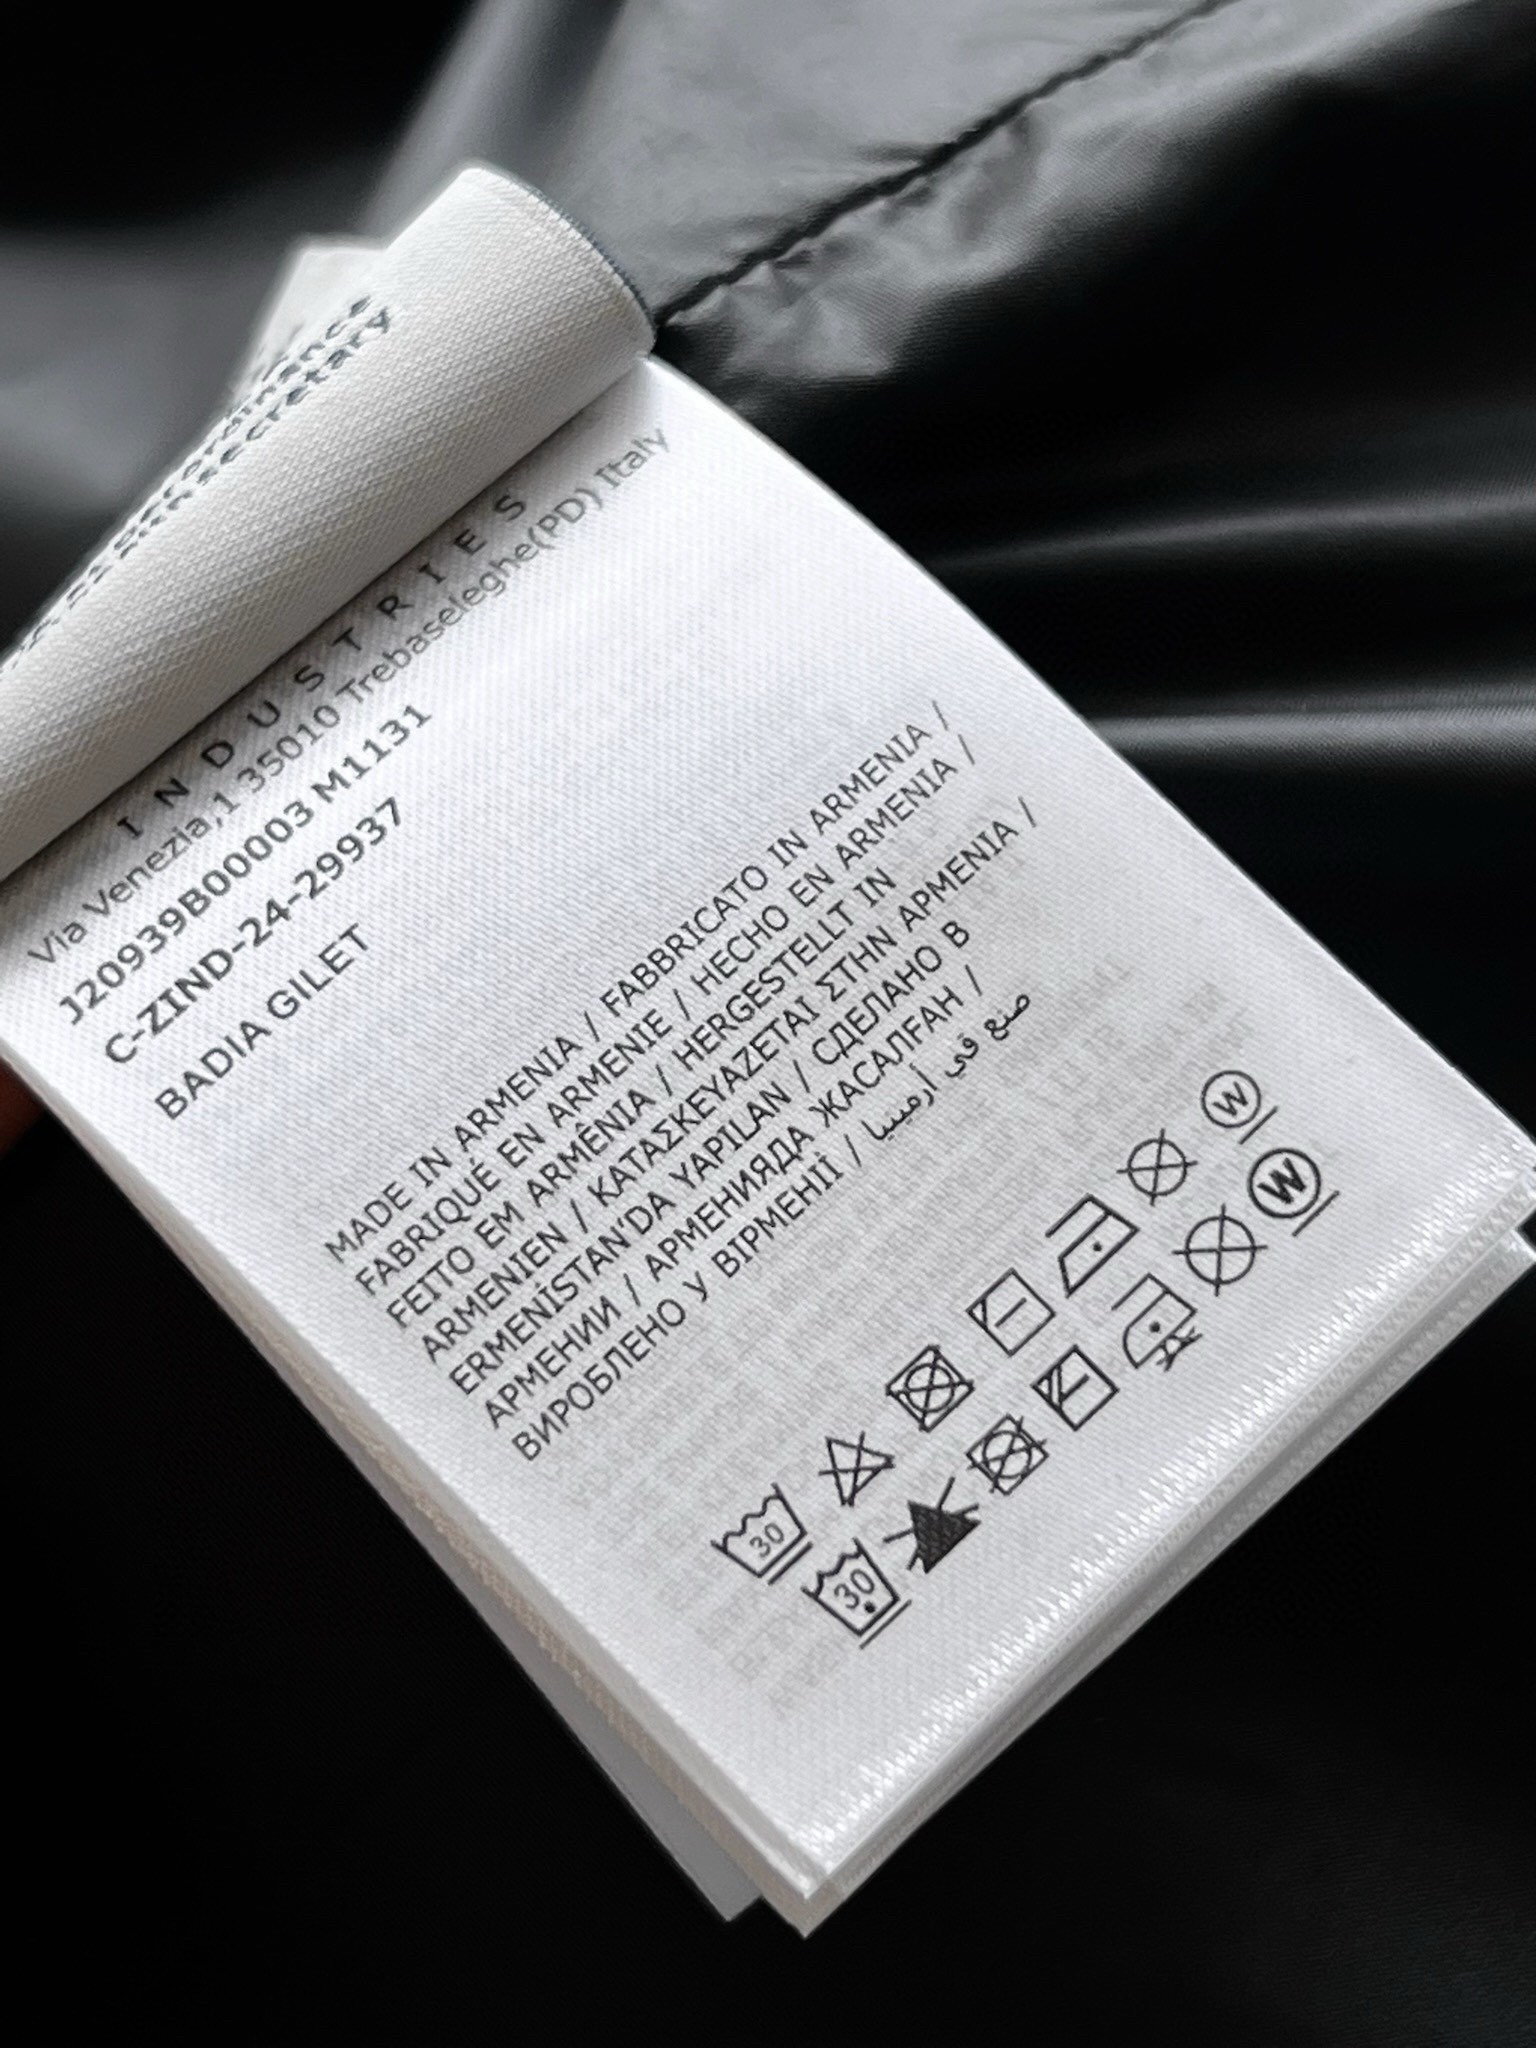 ordinance
secretary
INDUSTRIES
Via Venezia,1 35010 Trebaseleghe(PD) Italy
J20939B00003 M1131
C-ZIND-24-29937
BADIA GILET
MADE IN ARMENIA / FABBRICATO IN ARMENIA /
FABRIQUÉ EN ARMENIE / HECHO EN ARMENIA /
FEITO EM ARMÊNIA / HERGESTELLT IN
ARMENIEN / ΚΑΤΑΣΚΕΥΑΖΕΤΑΙ ΣΤΗΝ ΑΡΜΕΝΙΑ /
ERMENİSTAN'DA YAPILAN / СДЕЛАНО В
АРМЕНИИ / АРМЕНИЯДА ЖАСАЛҒАН /
ВИРОБЛЕНО У ВІРМЕНІЇ / صنع في أرمينيا
W
30
W
30